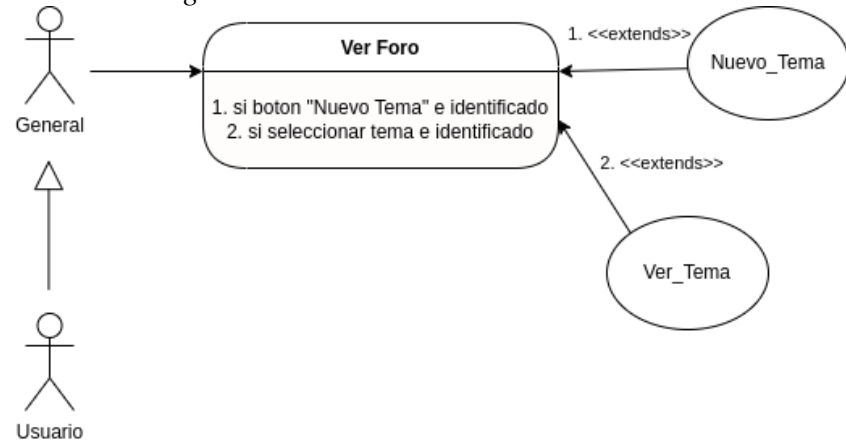 1. <<extends>>
Ver Foro
Nuevo_Tema
1. si boton "Nuevo Tema" e identificado
2. si seleccionar tema e identificado
General
2. <<extends>>
Ver_Tema
Usuario